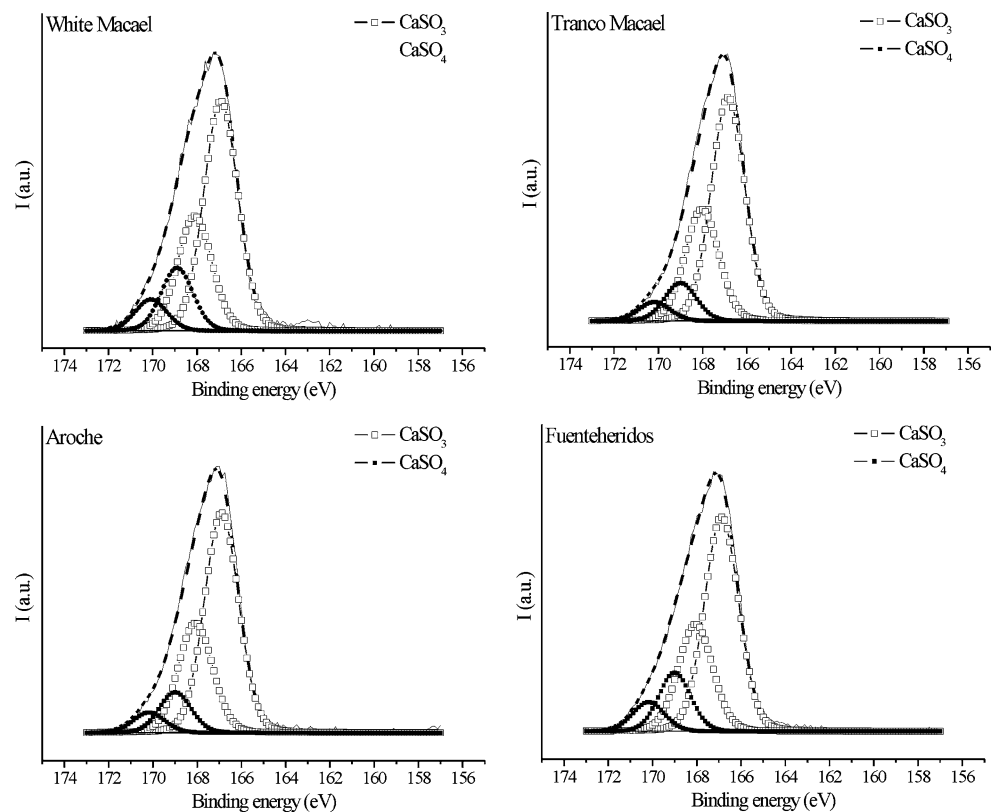 White Macael
CaSO3
CaSO4
I (a.u.)
174 172 170 168 166 164 162 160 158 156
Binding energy (eV)
Tranco Macael
CaSO3
CaSO4
I (a.u.)
174 172 170 168 166 164 162 160 158 156
Binding energy (eV)
Aroche
CaSO3
CaSO4
I (a.u.)
174 172 170 168 166 164 162 160 158 156
Binding energy (eV)
Fuenteheridos
CaSO3
CaSO4
I (a.u.)
174 172 170 168 166 164 162 160 158 156
Binding energy (eV)